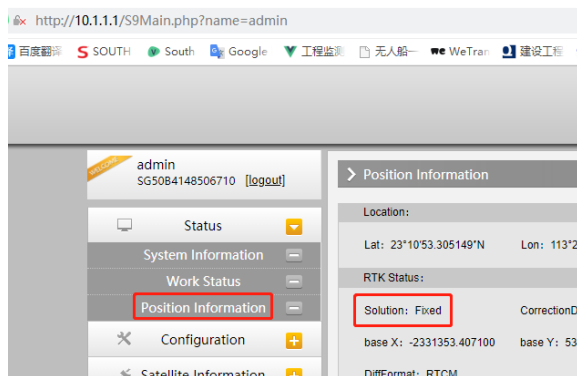 http://10.1.1.1/S9Main.php?name=admin
百度翻译 SOUTH South Google 工程监测 无人船一 WeTran 建设工程
WELCOME
admin
SG50B4148506710 [logout]
Status
System Information
Work Status
Position Information
Configuration
Satellite Information
Position Information
Location:
Lat: 23°10'53.305149"N Lon: 113°2
RTK Status:
Solution: Fixed CorrectionD
base X: -2331353.407100 base Y: 53
DiffFormat: RTCM